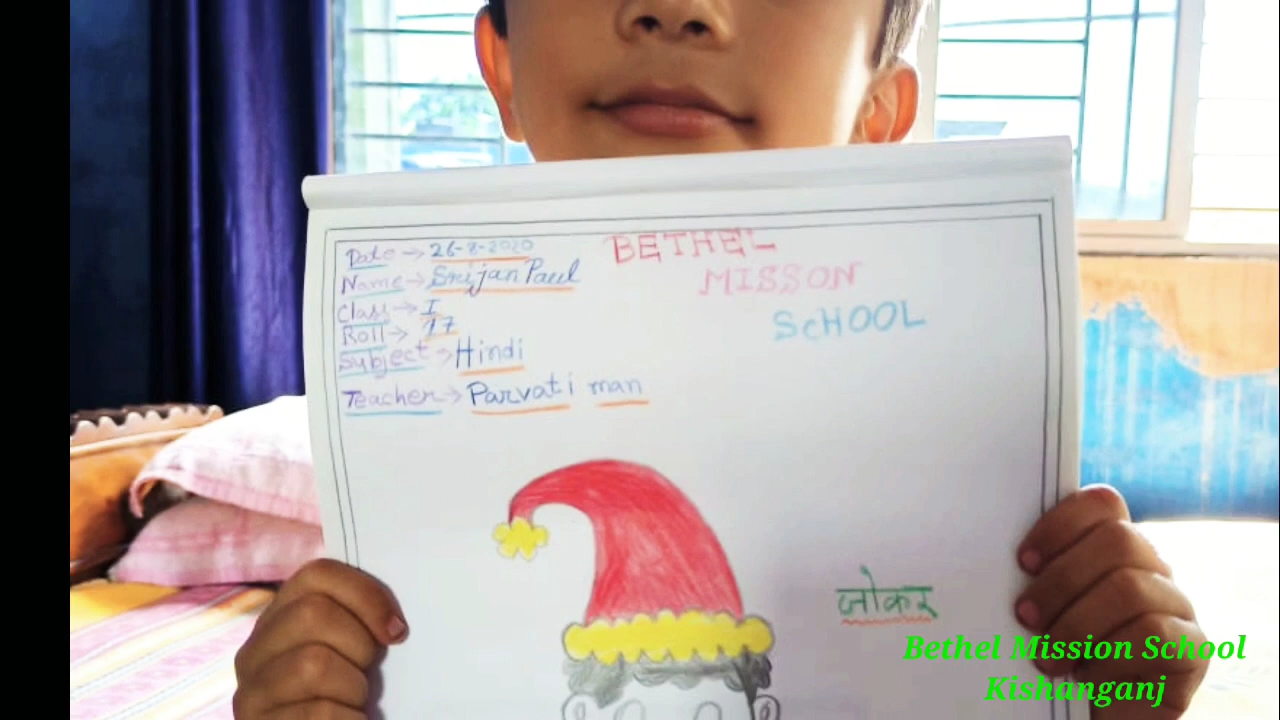 Date → 26-8-2020
Name → Srijan Paul
Class → I
Roll → 17
Subject → Hindi
Teacher → Parvati man
BETHEL
MISSON
SCHOOL
जोकर
Bethel Mission School
Kishanganj